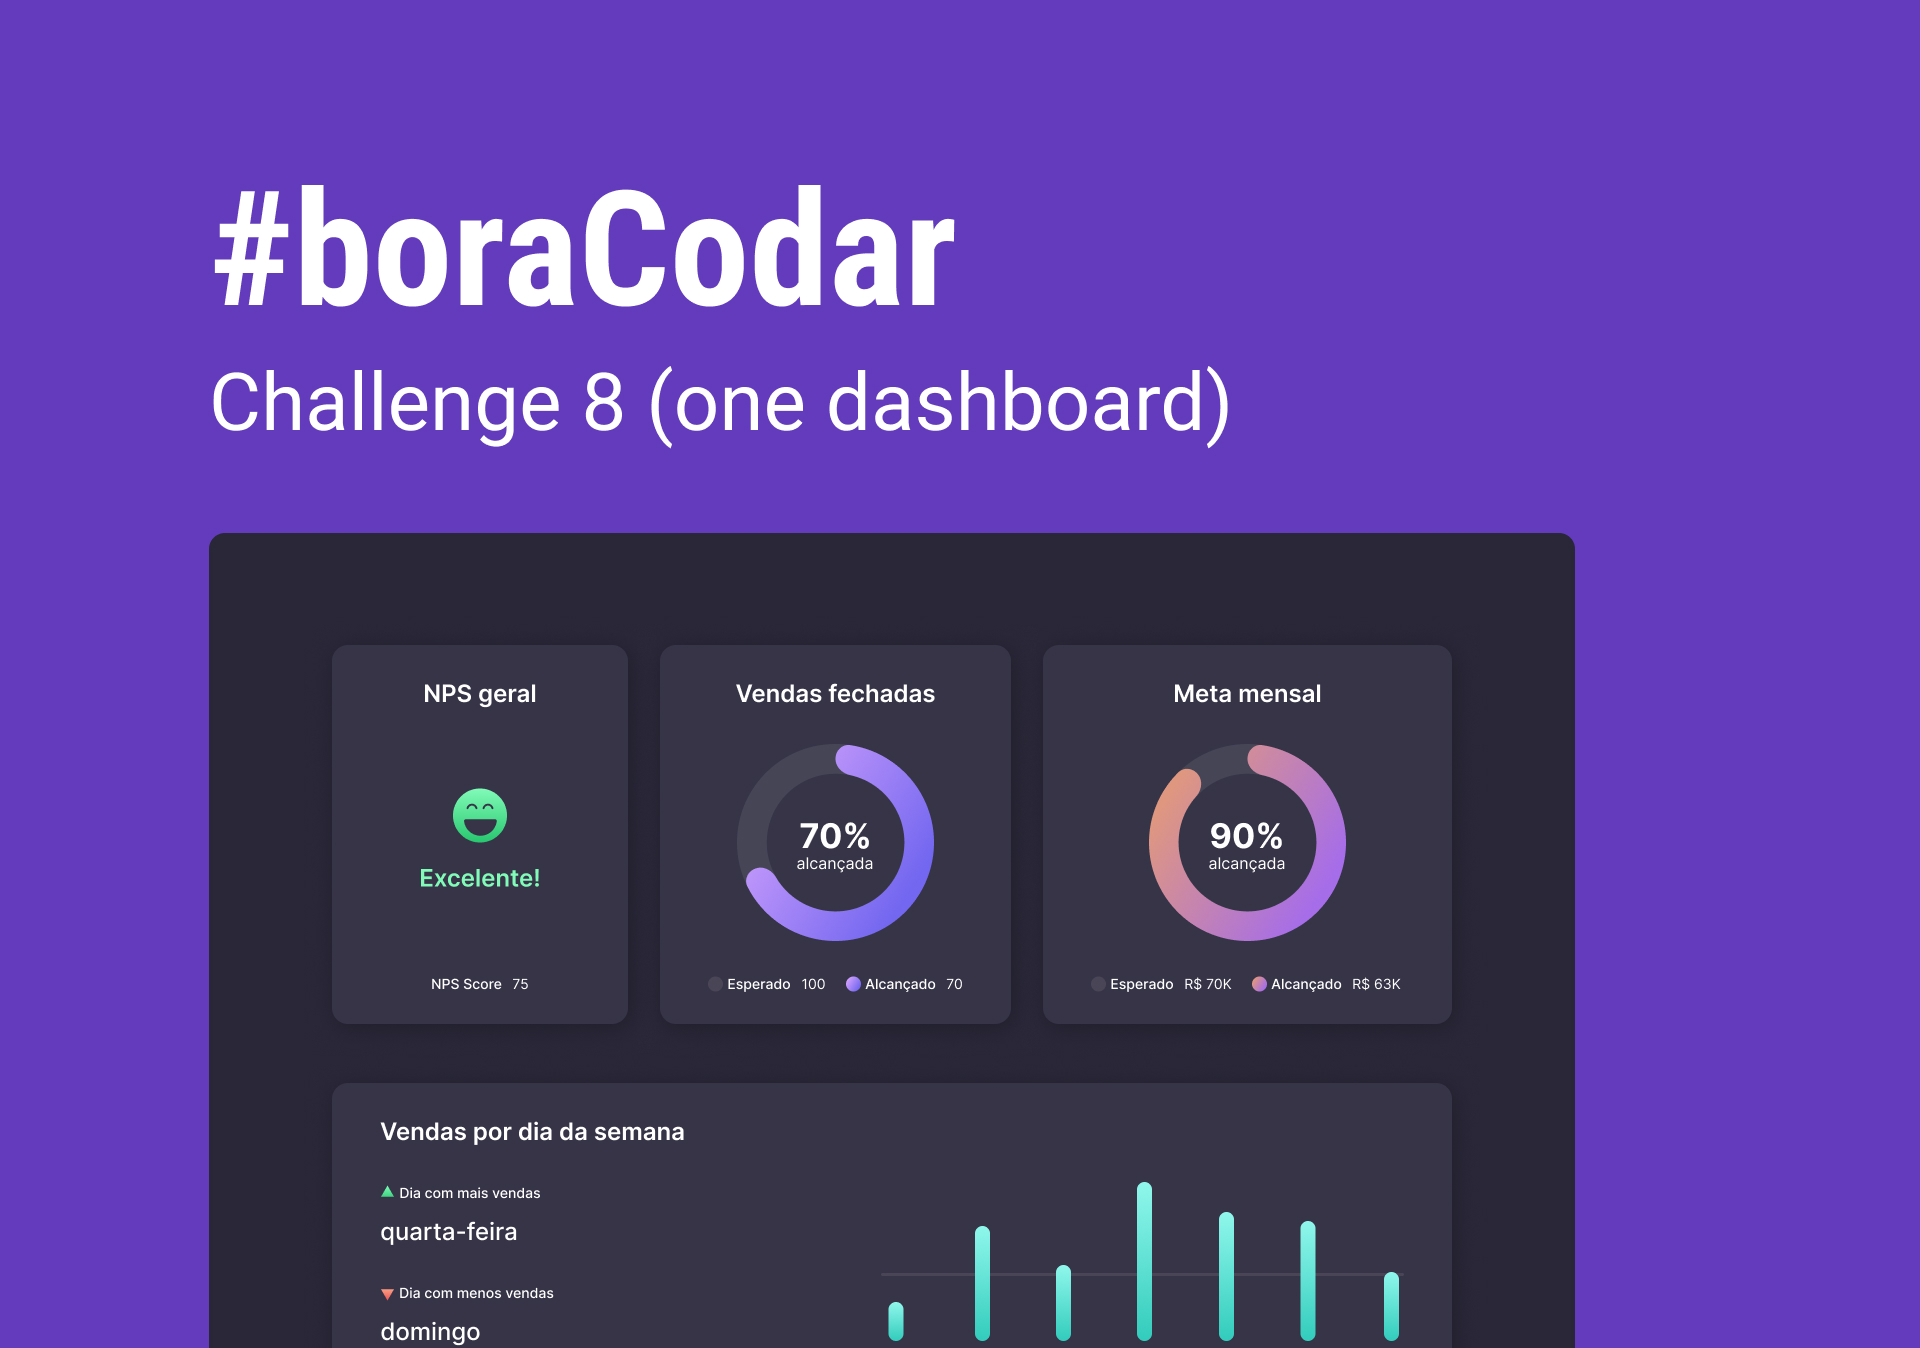 #boraCodar
Challenge 8 (one dashboard)
NPS geral
Excelente!
NPS Score 75
Vendas fechadas
70%
alcançada
Esperado 100 Alcançado 70
Meta mensal
90%
alcançada
Esperado R$ 70K Alcançado R$ 63K
Vendas por dia da semana
Dia com mais vendas
quarta-feira
Dia com menos vendas
domingo